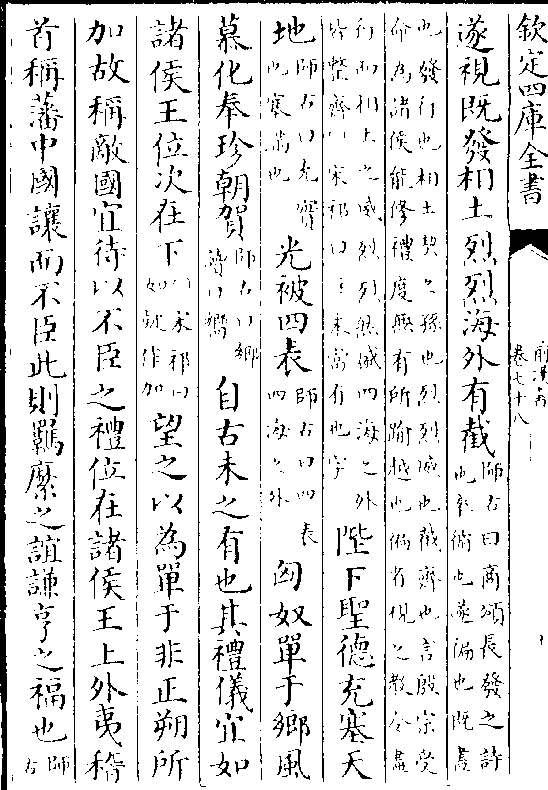 欽定四庫全書
前漢書
卷七十八
遂視既發相土烈烈海外有截師古曰商頌長發之詩
也率循也遂徧也既盡
也發行也相土契之孫也烈烈威也截齊也言殷宗受
命為諸侯能修禮度無有所踰越也徧省視之教令盡
行而相土之威烈烈然
四海之外
皆整齊
宋祁曰
有也字
陛下聖德充塞天
地師古曰充實
也塞滿也光被四表師古曰四表
四海之外匈奴單于鄉風
慕化奉珍朝賀師古曰鄉
讀曰嚮自古未之有也其禮儀宜如
諸侯王位次在下宋祁曰
如就作加望之以為單于非正朔所
加故稱敵國宜待以不臣之禮位在諸侯王上外夷稽
首稱藩中國讓而不臣此則羈縻之誼謙亨之福也師
古